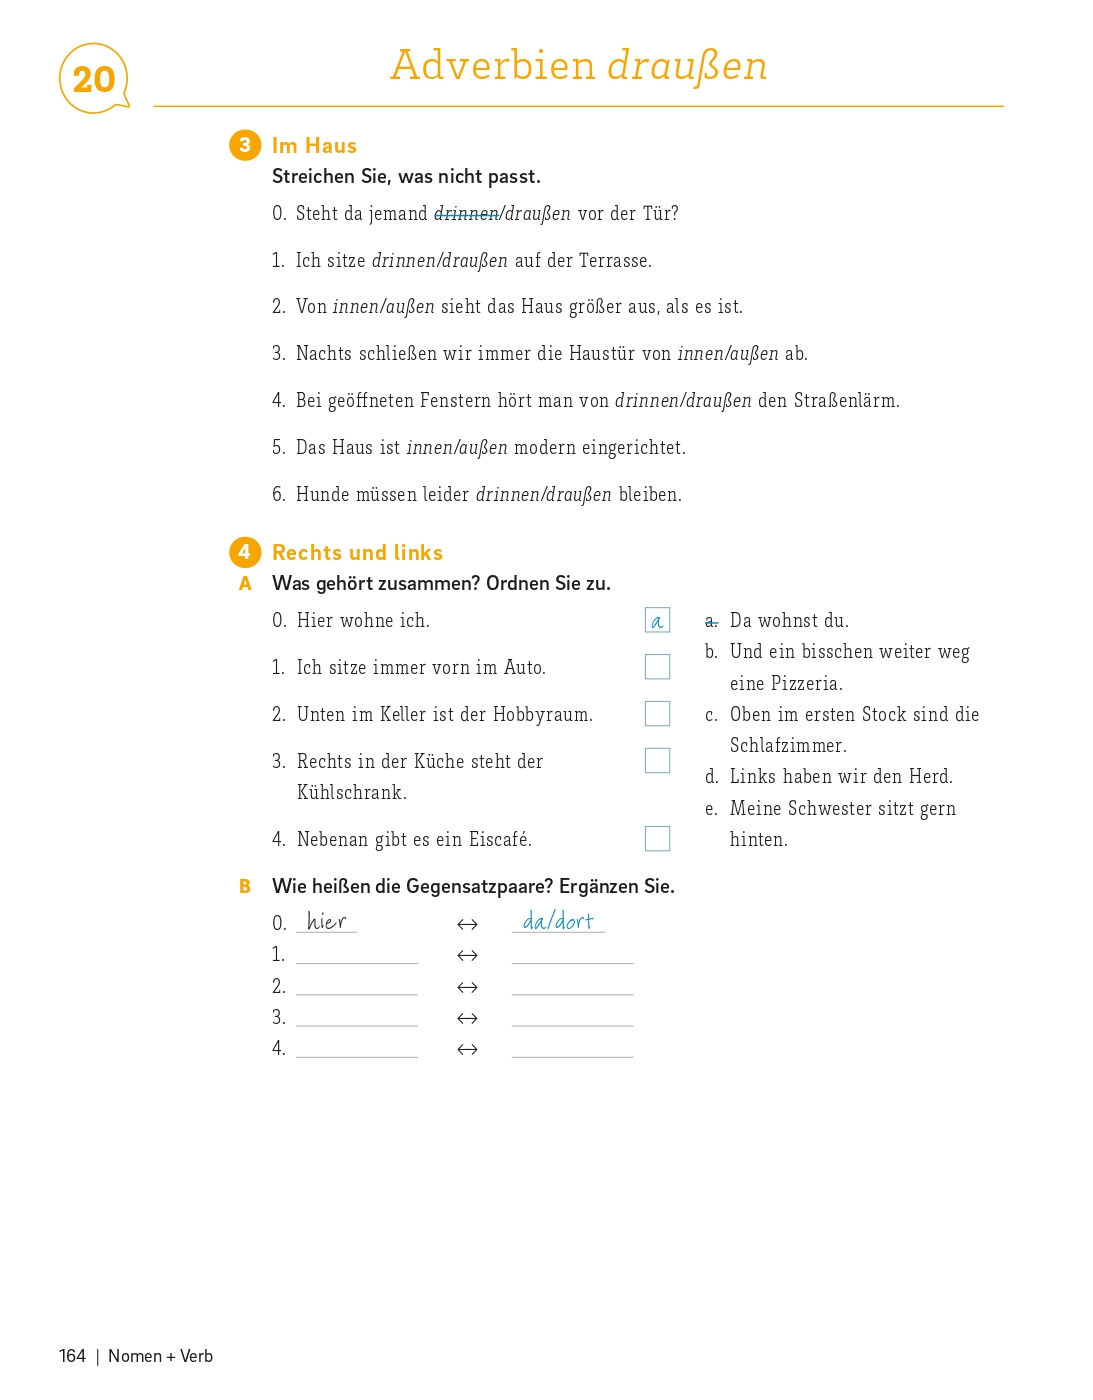 20
Adverbien draußen
3 Im Haus
Streichen Sie, was nicht passt.
0. Steht da jemand drinnen/draußen vor der Tür?
1. Ich sitze drinnen/draußen auf der Terrasse.
2. Von innen/außen sieht das Haus größer aus, als es ist.
3. Nachts schließen wir immer die Haustür von innen/außen ab.
4. Bei geöffneten Fenstern hört man von drinnen/draußen den Straßenlärm.
5. Das Haus ist innen/außen modern eingerichtet.
6. Hunde müssen leider drinnen/draußen bleiben.
4 Rechts und links
A Was gehört zusammen? Ordnen Sie zu.
0. Hier wohne ich. a
1. Ich sitze immer vorn im Auto.
2. Unten im Keller ist der Hobbyraum.
3. Rechts in der Küche steht der
Kühlschrank.
4. Nebenan gibt es ein Eiscafé.
a. Da wohnst du.
b. Und ein bisschen weiter weg
eine Pizzeria.
c. Oben im ersten Stock sind die
Schlafzimmer.
d. Links haben wir den Herd.
e. Meine Schwester sitzt gern
hinten.
B Wie heißen die Gegensatzpaare? Ergänzen Sie.
0. hier ↔ da/dort
1. ↔
2. ↔
3. ↔
4. ↔
164 | Nomen + Verb